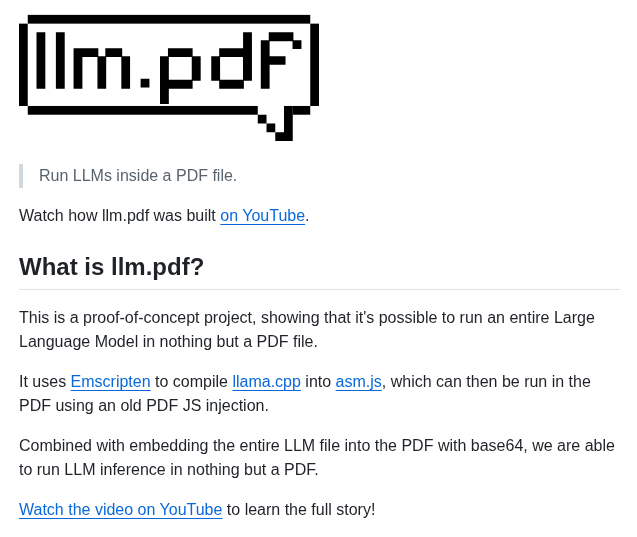 llm.pdf
Run LLMs inside a PDF file.
Watch how llm.pdf was built on YouTube.
What is llm.pdf?
This is a proof-of-concept project, showing that it's possible to run an entire Large
Language Model in nothing but a PDF file.
It uses Emscripten to compile llama.cpp into asm.js, which can then be run in the
PDF using an old PDF JS injection.
Combined with embedding the entire LLM file into the PDF with base64, we are able
to run LLM inference in nothing but a PDF.
Watch the video on YouTube to learn the full story!